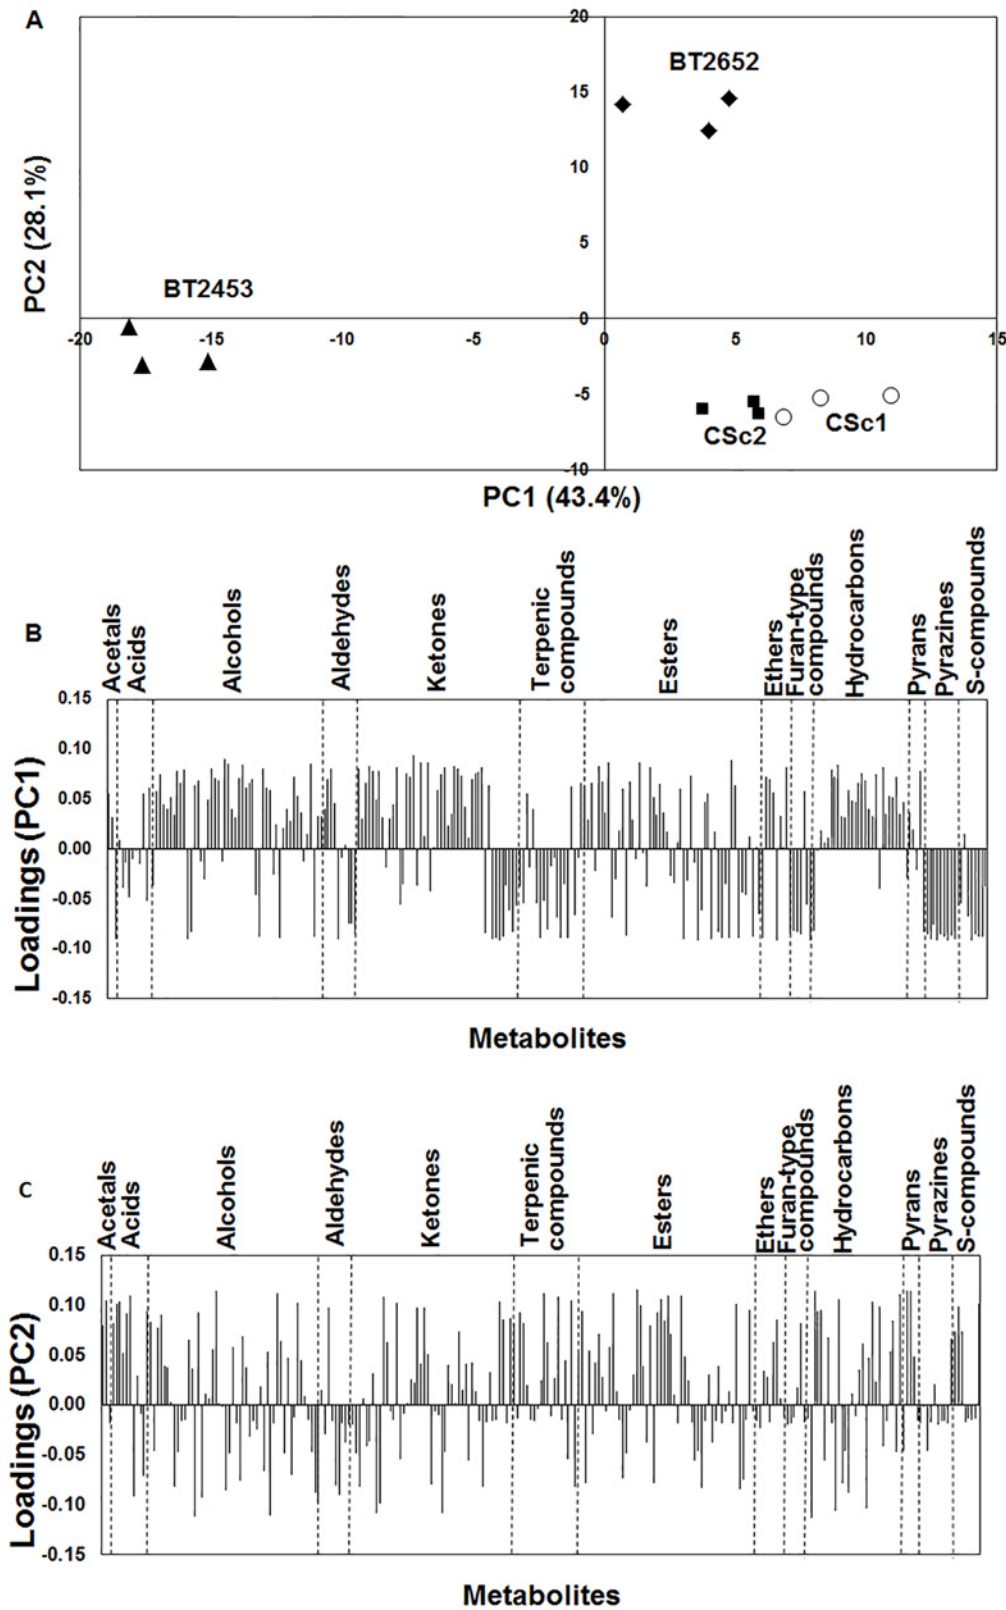 A
20
BT2652
15
10
PC2 (28.1%)
5
BT2453
0
-20
-15
-10
-5
0
5
10
15
-5
CSc2
CSc1
-10
PC1 (43.4%)
B
Acetals
Acids
Alcohols
Aldehydes
Ketones
Terpenic
compounds
Esters
Ethers
Furan-type
compounds
Hydrocarbons
Pyrans
Pyrazines
S-compounds
Loadings (PC1)
0.15
0.10
0.05
0.00
-0.05
-0.10
-0.15
Metabolites
C
Acetals
Acids
Alcohols
Aldehydes
Ketones
Terpenic
compounds
Esters
Ethers
Furan-type
compounds
Hydrocarbons
Pyrans
Pyrazines
S-compounds
Loadings (PC2)
0.15
0.10
0.05
0.00
-0.05
-0.10
-0.15
Metabolites